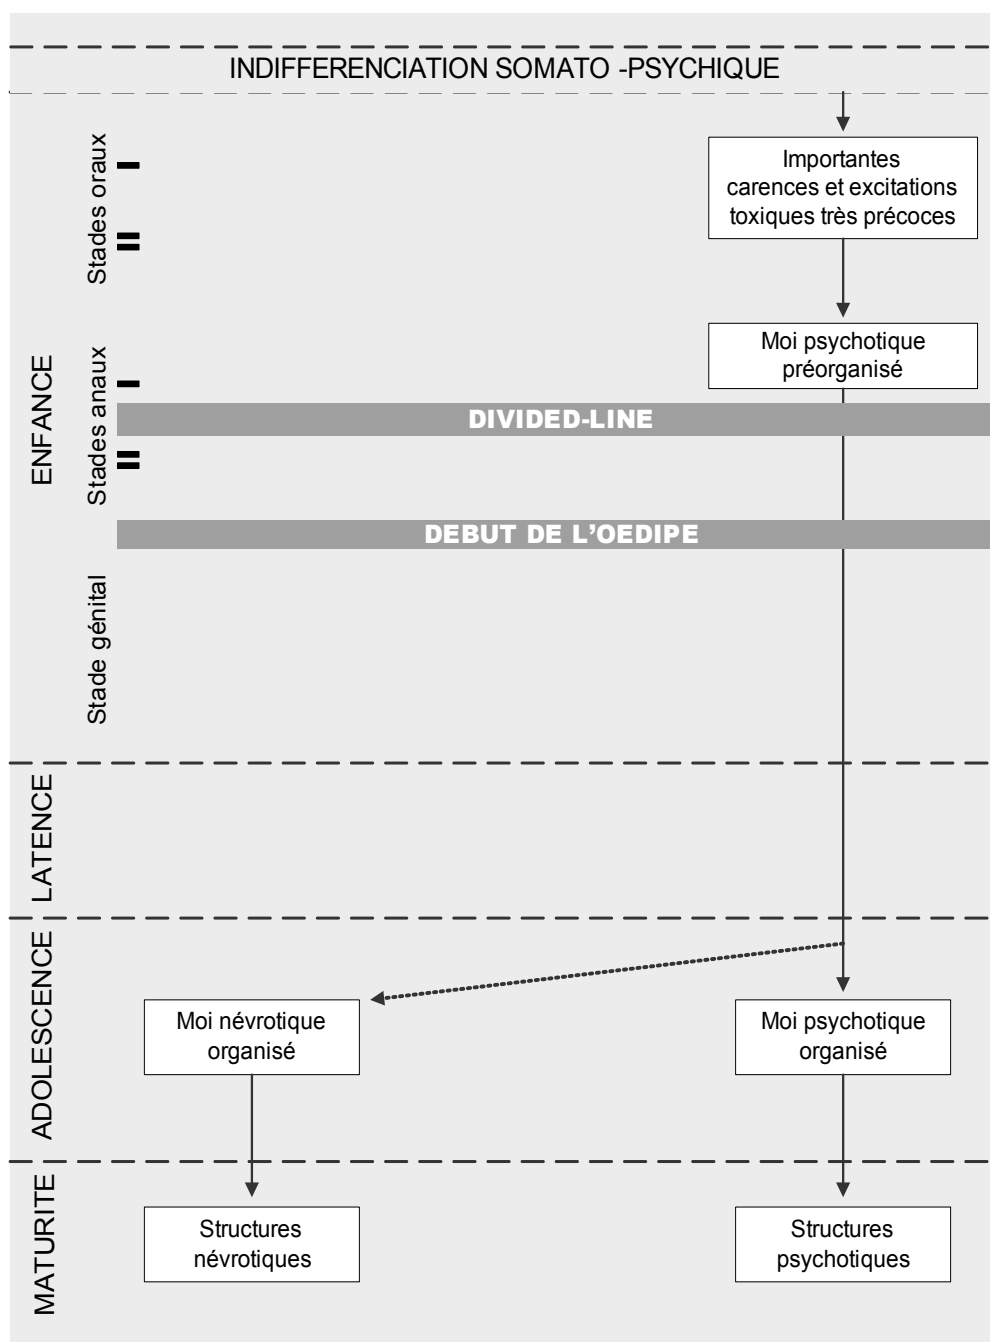 INDIFFERENCIATION SOMATO -PSYCHIQUE
Importantes
carences et excitations
toxiques très précoces
Stades oraux
Moi psychotique
préorganisé
ENFANCE
Stades anaux
DIVIDED-LINE
DEBUT DE L'OEDIPE
Stade génital
LATENCE
ADOLESCENCE
Moi névrotique
organisé
Moi psychotique
organisé
MATURITE
Structures
névrotiques
Structures
psychotiques